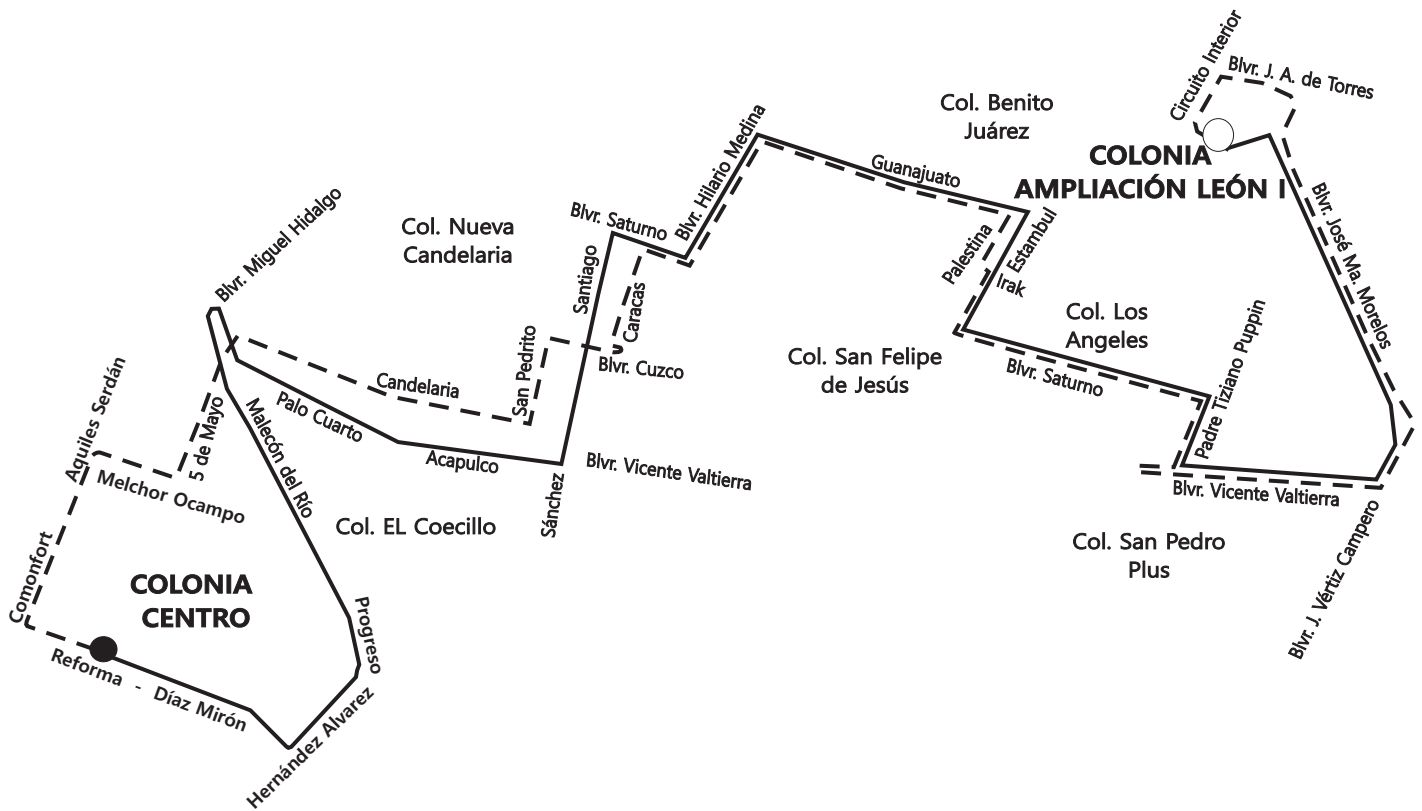 Circuito Interior
Blvr. J. A. de Torres
Col. Benito
Juárez
COLONIA
AMPLIACIÓN LEÓN I
Blvr. Hilario Medina
Guanajuato
Blvr. José Ma. Morelos
Blvr. Miguel Hidalgo
Col. Nueva
Candelaria
Blvr. Saturno
Santiago
Caracas
Palestina
Estambul
Irak
Col. Los
Angeles
Padre Tiziano Puppin
San Pedrito
Blvr. Cuzco
Col. San Felipe
de Jesús
Blvr. Saturno
Candelaria
Palo Cuarto
Acapulco
Aquiles Serdán
5 de Mayo
Malecón del Río
Melchor Ocampo
Blvr. Vicente Valtierra
Sánchez
Blvr. Vicente Valtierra
Col. EL Coecillo
Col. San Pedro
Plus
Blvr. J. Vértiz Campero
Comonfort
COLONIA
CENTRO
Progreso
Reforma - Díaz Mirón
Hernández Alvarez